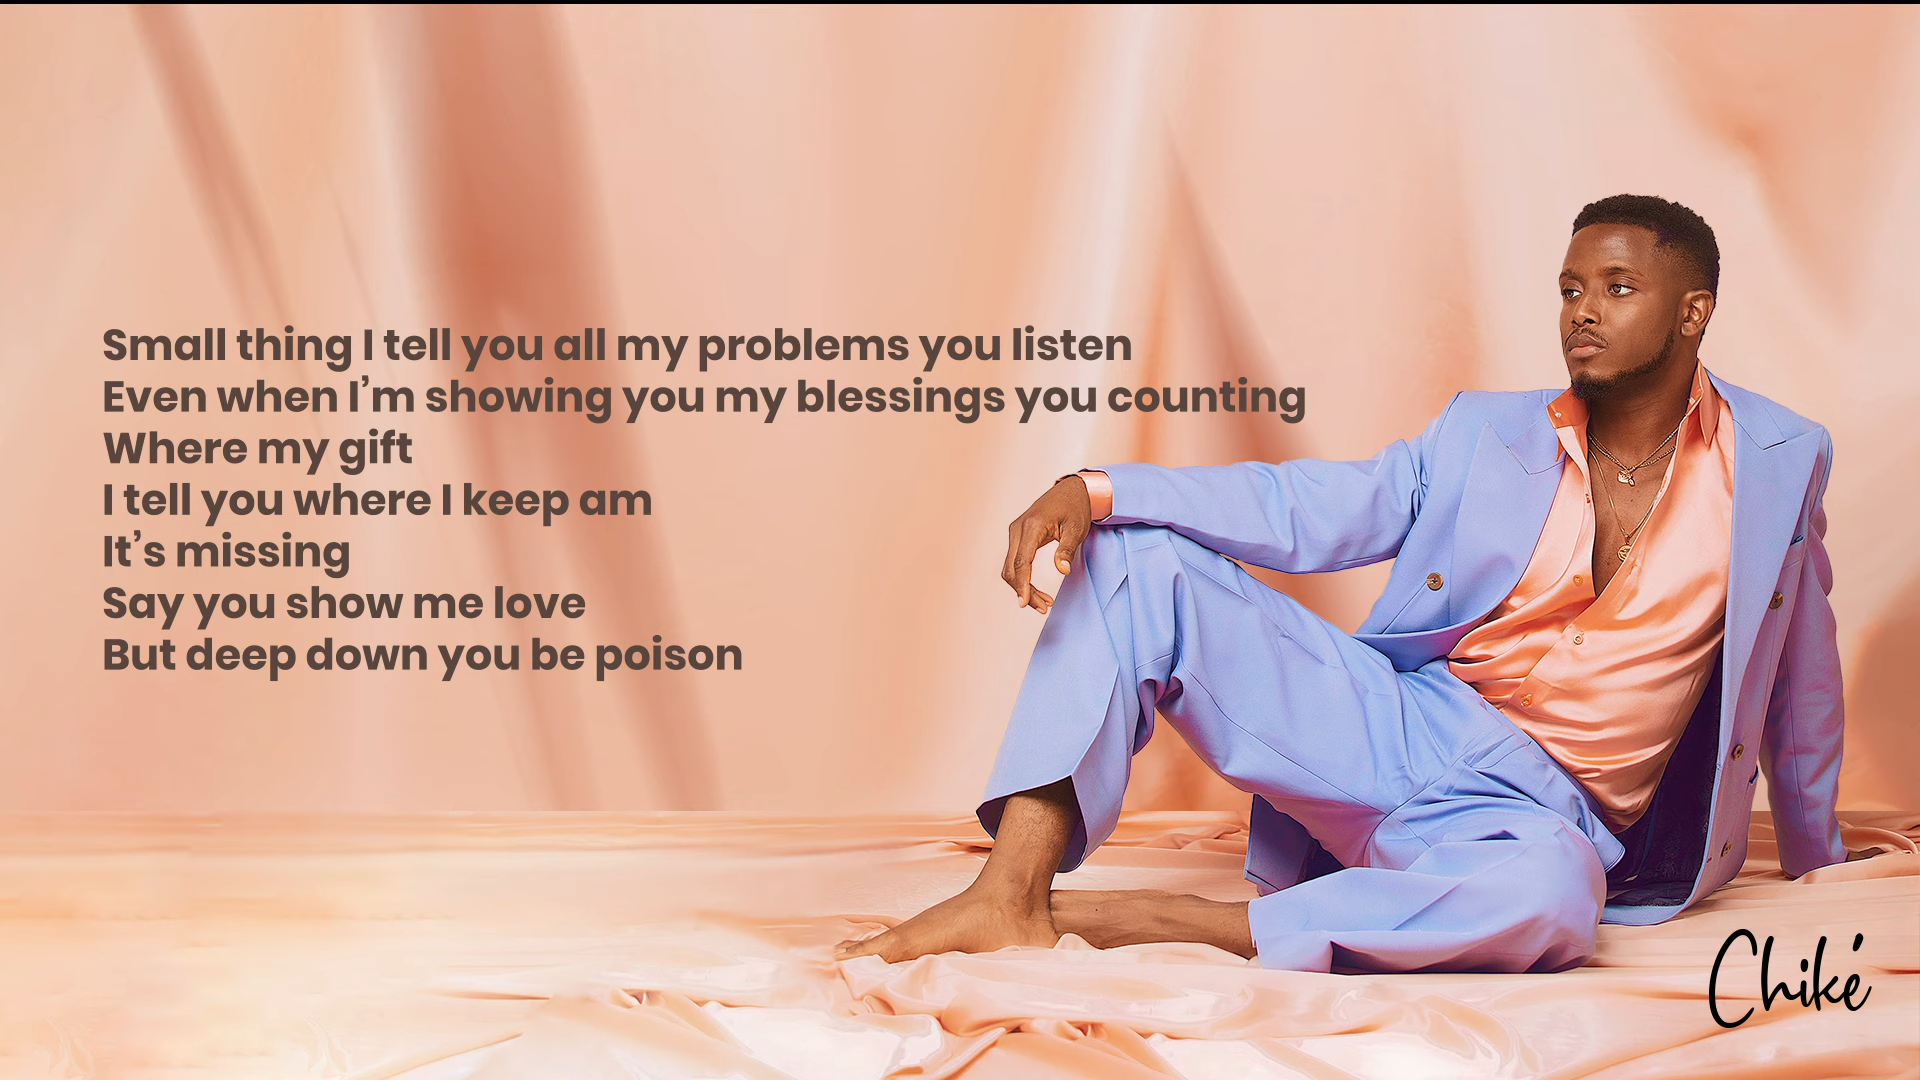 Small thing I tell you all my problems you listen
Even when I’m showing you my blessings you counting
Where my gift
I tell you where I keep am
It’s missing
Say you show me love
But deep down you be poison
Chiké